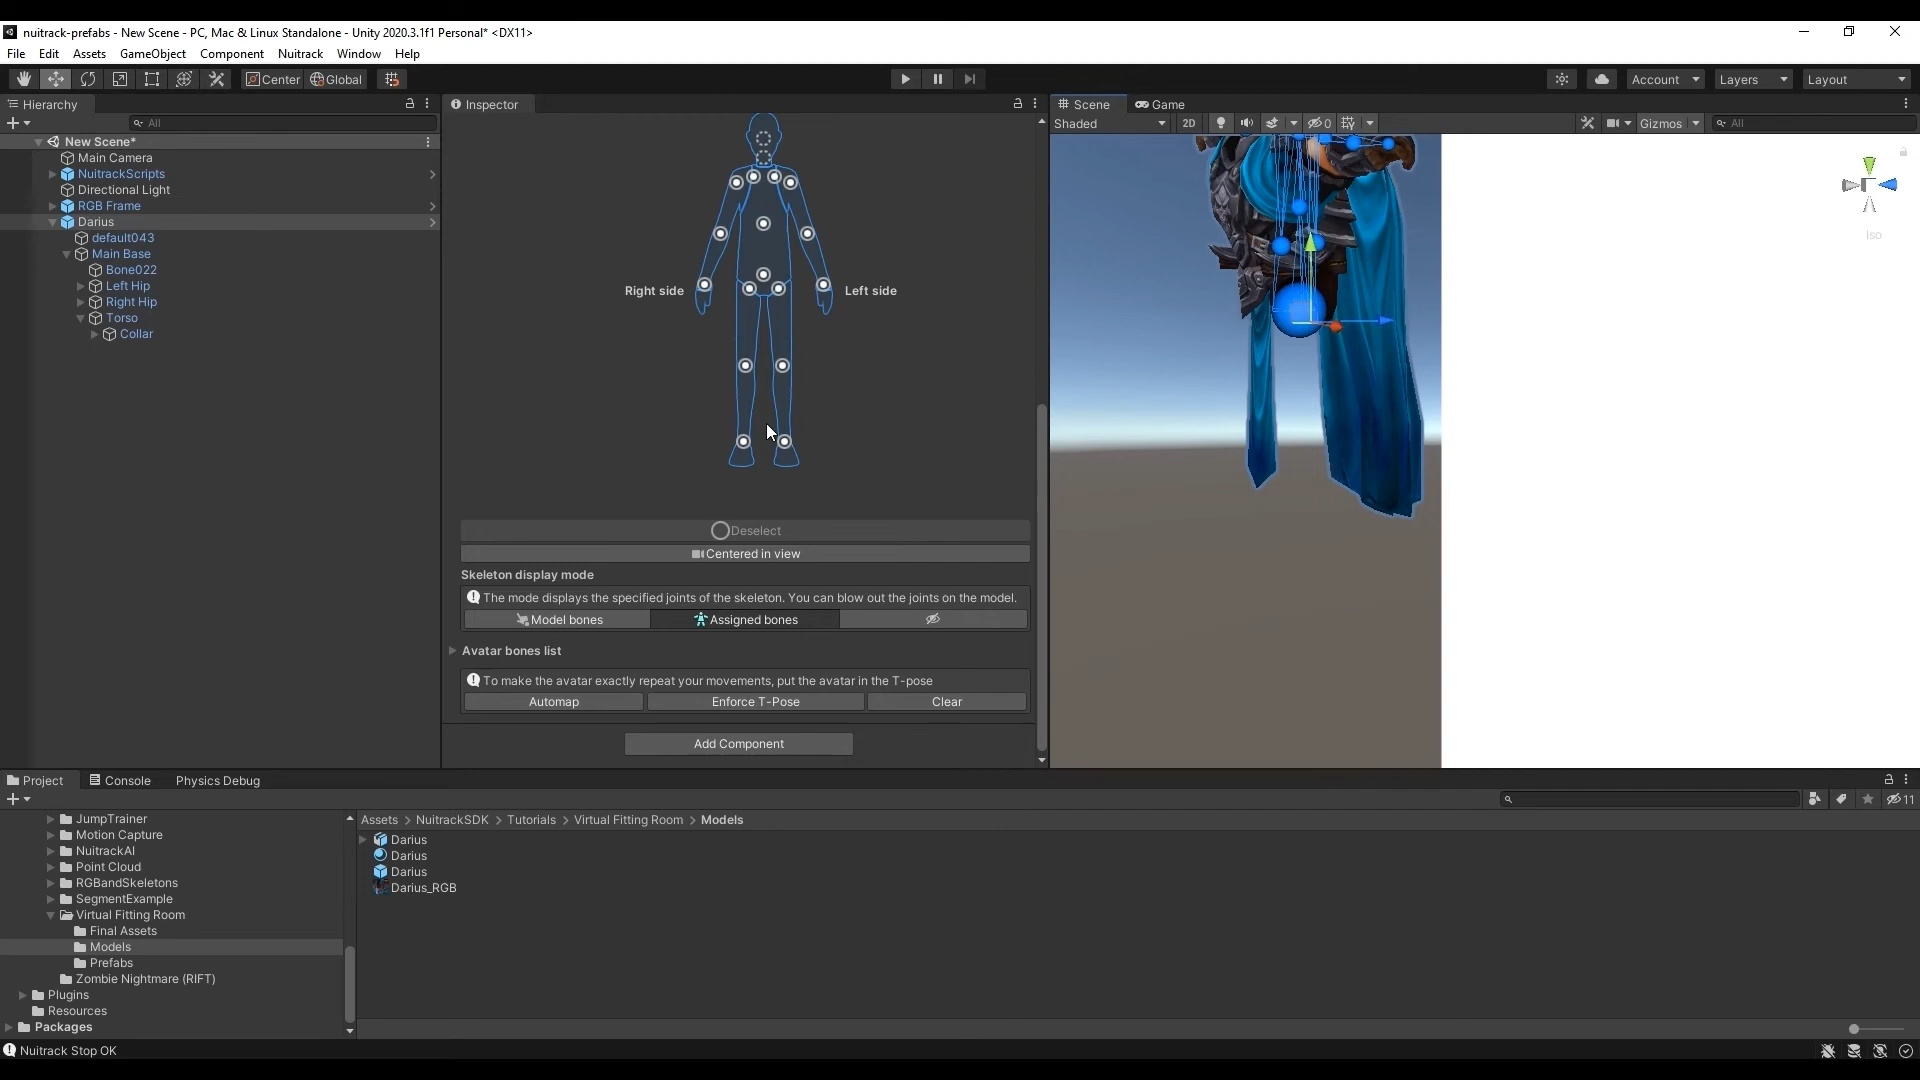 nuitrack-prefabs - New Scene - PC, Mac & Linux Standalone - Unity 2020.3.1f1 Personal* <DX11>
File Edit Assets GameObject Component Nuitrack Window Help
Center Global Account Layers Layout
Hierarchy
All
New Scene*
Main Camera
NuitrackScripts
Directional Light
RGB Frame
Darius
default043
Main Base
Bone022
Left Hip
Right Hip
Torso
Collar
Inspector
Right side
Left side
Deselect
Centered in view
Skeleton display mode
The mode displays the specified joints of the skeleton. You can blow out the joints on the model.
Model bones Assigned bones
Avatar bones list
To make the avatar exactly repeat your movements, put the avatar in the T-pose
Automap Enforce T-Pose Clear
Add Component
Scene Game
Shaded 2D 0 Gizmos All
Iso
Project Console Physics Debug
11
JumpTrainer
Motion Capture
NuitrackAI
Point Cloud
RGBandSkeletons
SegmentExample
Virtual Fitting Room
Final Assets
Models
Prefabs
Zombie Nightmare (RIFT)
Plugins
Resources
Packages
Assets > NuitrackSDK > Tutorials > Virtual Fitting Room > Models
Darius
Darius
Darius
Darius_RGB
Nuitrack Stop OK